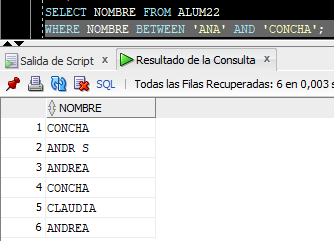 SELECT NOMBRE FROM ALUM22
WHERE NOMBRE BETWEEN 'ANA' AND 'CONCHA';
Salida de Script x Resultado de la Consulta x
SQL | Todas las Filas Recuperadas: 6 en 0,003 s
NOMBRE
1 CONCHA
2 ANDR S
3 ANDREA
4 CONCHA
5 CLAUDIA
6 ANDREA